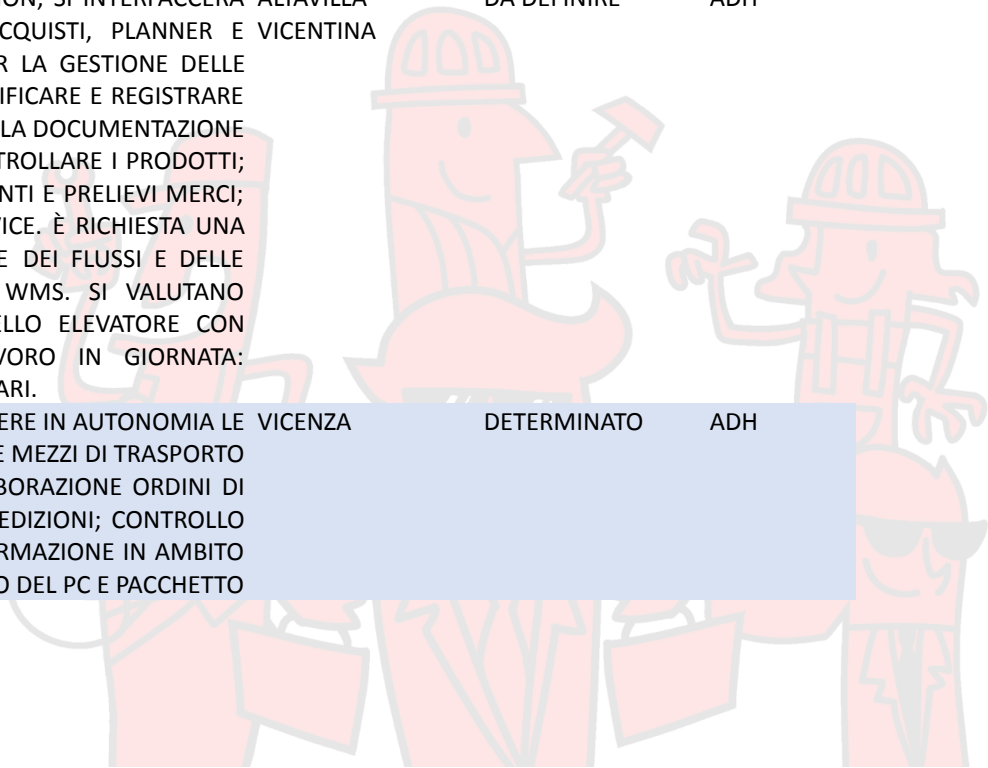 ION, SI INTERFACCERÀ ALTAVILLA DA DEFINIRE ADH
CQUISTI, PLANNER E VICENTINA
R LA GESTIONE DELLE
IFICARE E REGISTRARE
LA DOCUMENTAZIONE
TROLLARE I PRODOTTI;
NTI E PRELIEVI MERCI;
VICE. È RICHIESTA UNA
E DEI FLUSSI E DELLE
WMS. SI VALUTANO
ELLO ELEVATORE CON
VORO IN GIORNATA:
ARI.
ERE IN AUTONOMIA LE VICENZA DETERMINATO ADH
E MEZZI DI TRASPORTO
BORAZIONE ORDINI DI
EDIZIONI; CONTROLLO
RMAZIONE IN AMBITO
O DEL PC E PACCHETTO